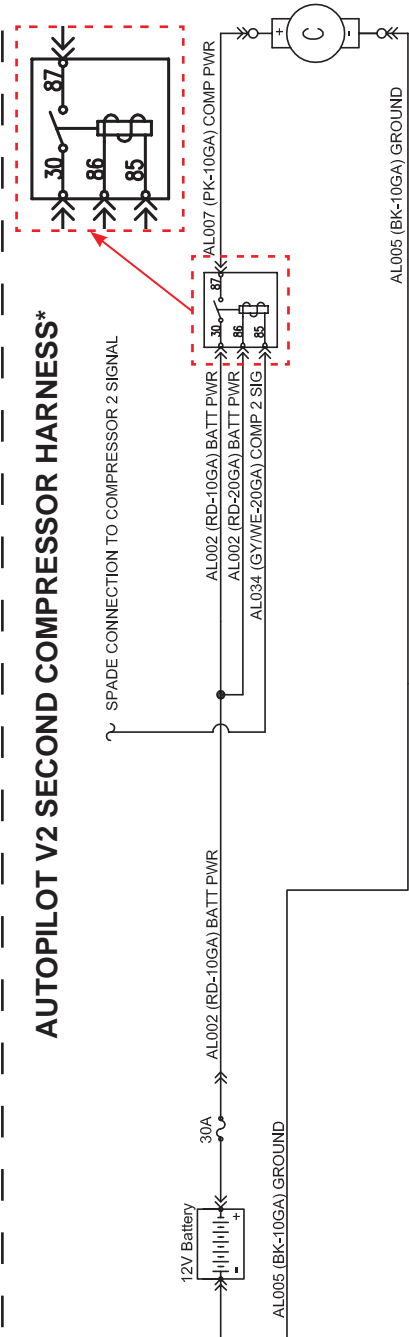 AUTOPILOT V2 SECOND COMPRESSOR HARNESS*
87
30
86
85
SPADE CONNECTION TO COMPRESSOR 2 SIGNAL
12V Battery
-
+
30A
AL002 (RD-10GA) BATT PWR
AL002 (RD-10GA) BATT PWR
AL002 (RD-20GA) BATT PWR
AL034 (GY/WE-20GA) COMP 2 SIG
30
87
86
85
AL007 (PK-10GA) COMP PWR
+
C
-
AL005 (BK-10GA) GROUND
AL005 (BK-10GA) GROUND